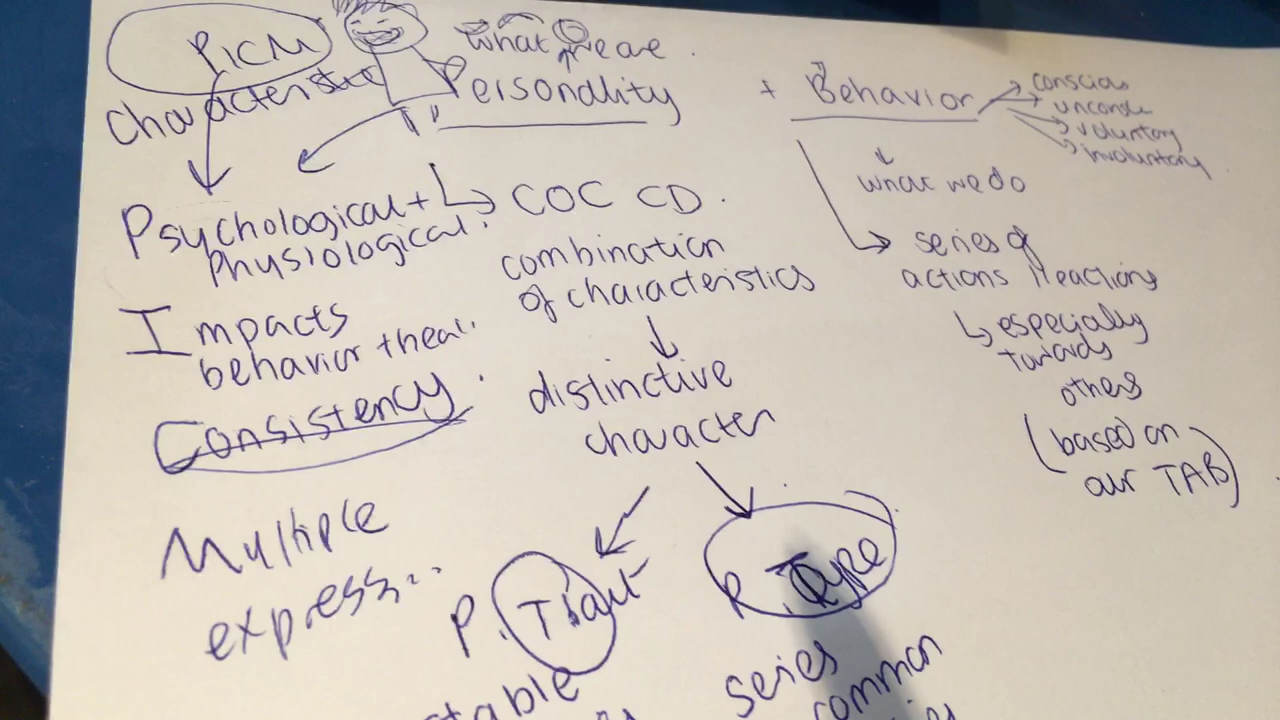 PICM
characteristics
what we are
Personality
+ Behavior
conscious
voluntary
involuntary
what we do
series of
actions / reactions
especially
towards
others
(based on
our TAB)
COC CD.
combination
of characteristics
distinctive
character
Psychological +
Physiological.
Impacts
behavior +
Consistency
Multiple
express...
P. Trait
stable
P. Type
series
common